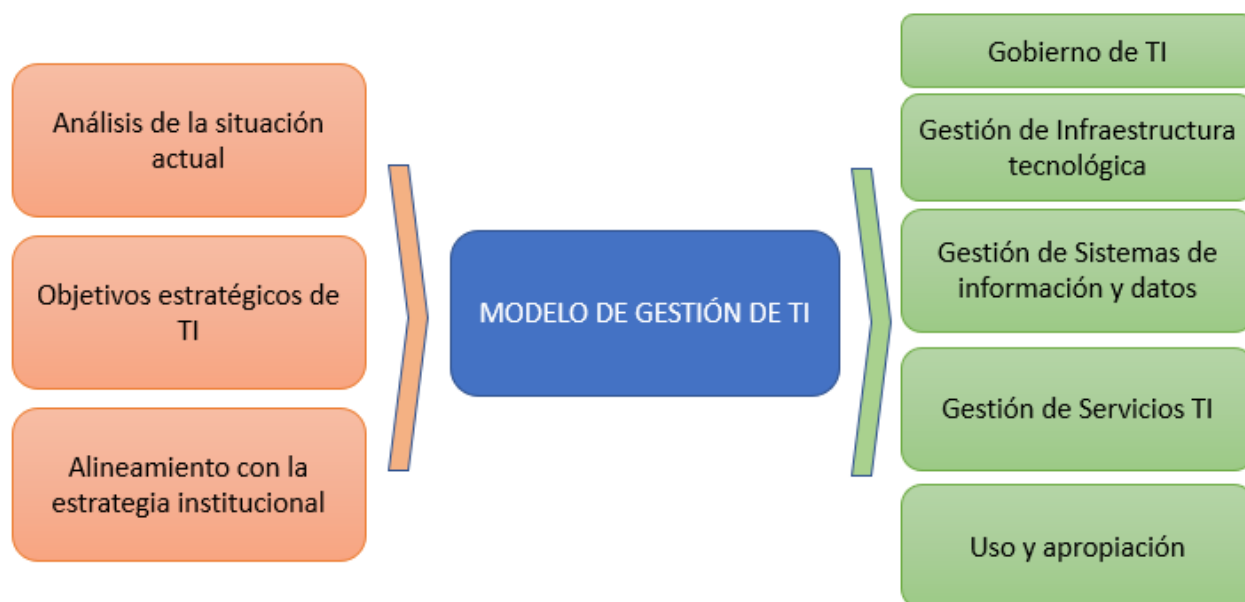 Análisis de la situación
actual
Objetivos estratégicos de
TI
Alineamiento con la
estrategia institucional
MODELO DE GESTIÓN DE TI
Gobierno de TI
Gestión de Infraestructura
tecnológica
Gestión de Sistemas de
información y datos
Gestión de Servicios TI
Uso y apropiación